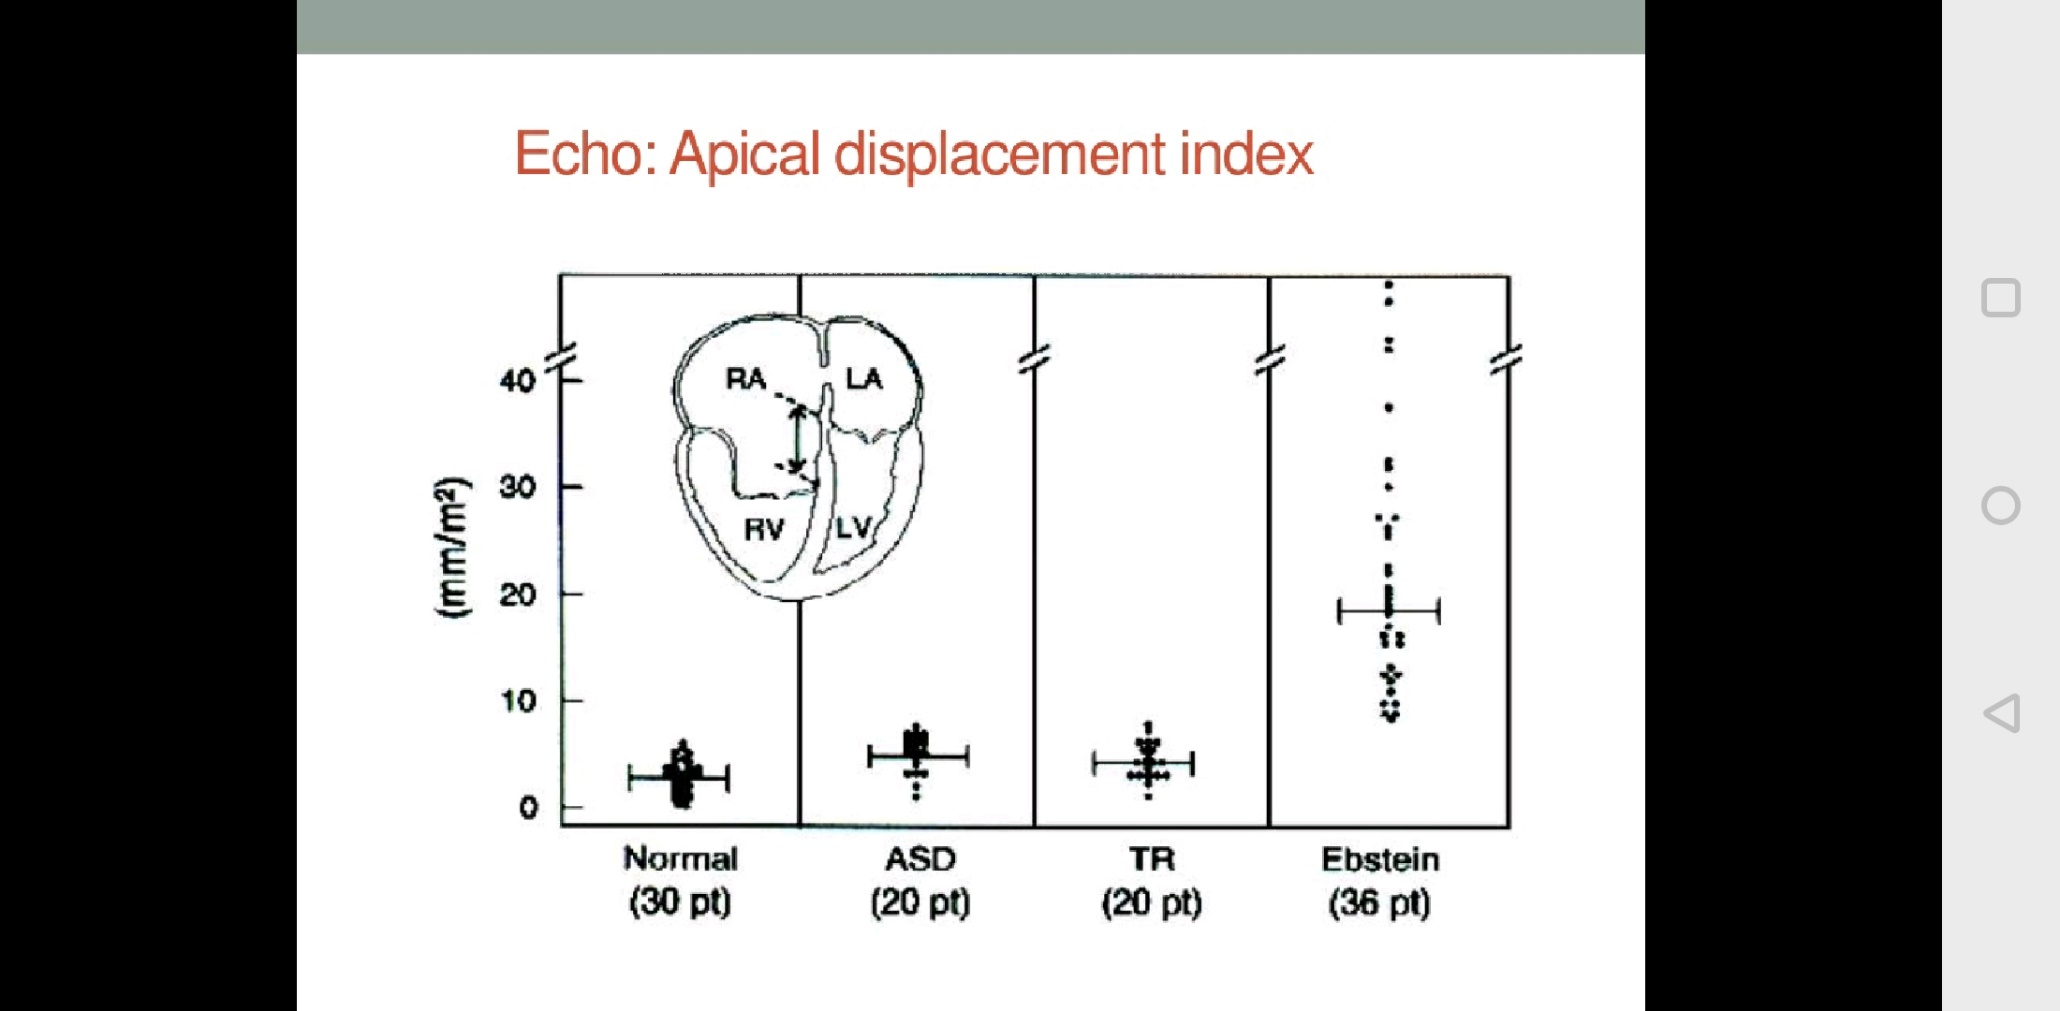 Echo: Apical displacement index
(mm/m²)
40
30
20
10
0
RA LA
RV LV
Normal ASD TR Ebstein
(30 pt) (20 pt) (20 pt) (36 pt)